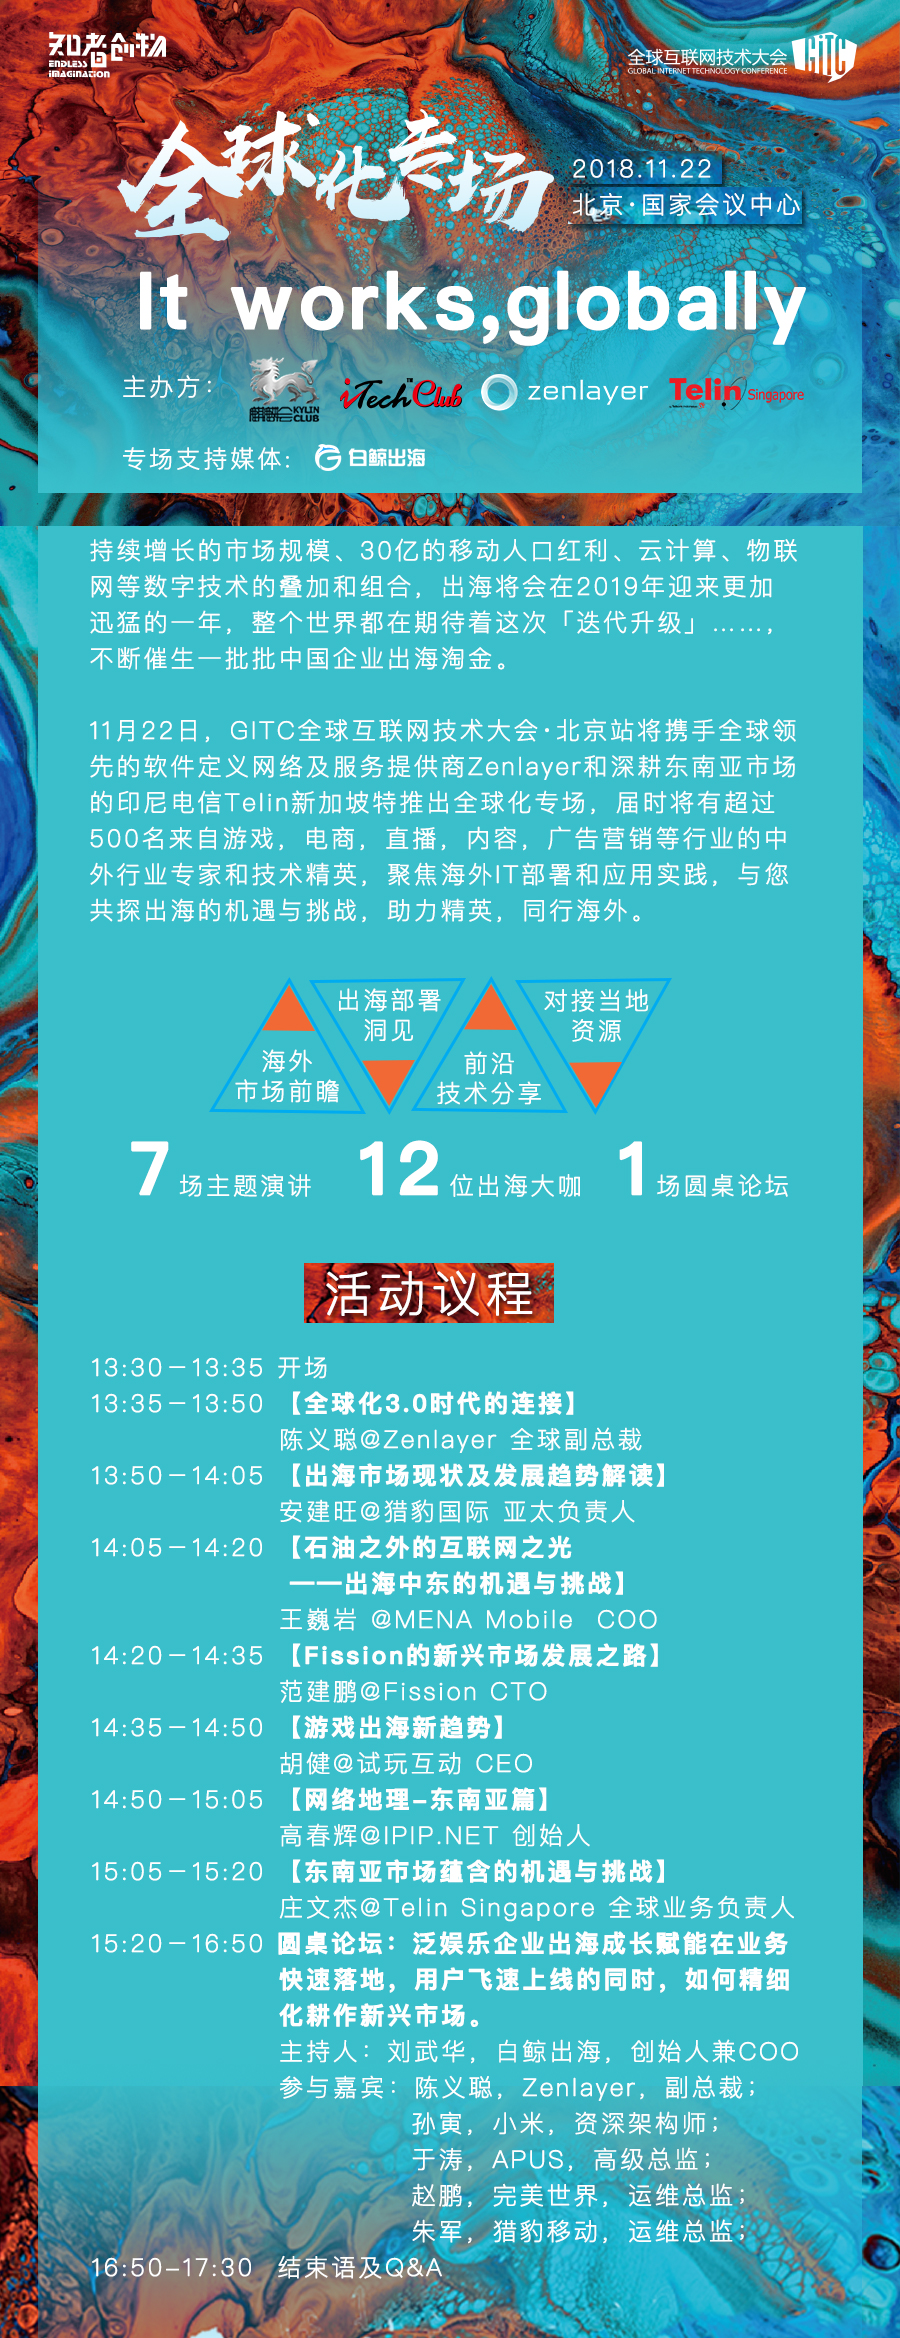 知者创物
ENDLESS
IMAGINATION
全球互联网技术大会
GLOBAL INTERNET TECHNOLOGY CONFERENCE
GITC
全球化专场
2018.11.22
北京·国家会议中心
It works,globally
主办方：
麒麟会 KYLIN CLUB
iTechClub™
zenlayer
Telin Singapore
专场支持媒体：
白鲸出海
持续增长的市场规模、30亿的移动人口红利、云计算、物联
网等数字技术的叠加和组合，出海将会在2019年迎来更加
迅猛的一年，整个世界都在期待着这次「迭代升级」……，
不断催生一批批中国企业出海淘金。
11月22日，GITC全球互联网技术大会·北京站将携手全球领
先的软件定义网络及服务提供商Zenlayer和深耕东南亚市场
的印尼电信Telin新加坡特推出全球化专场，届时将有超过
500名来自游戏，电商，直播，内容，广告营销等行业的中
外行业专家和技术精英，聚焦海外IT部署和应用实践，与您
共探出海的机遇与挑战，助力精英，同行海外。
海外
市场前瞻
出海部署
洞见
前沿
技术分享
对接当地
资源
7场主题演讲 12位出海大咖 1场圆桌论坛
活动议程
13:30－13:35 开场
13:35－13:50 【全球化3.0时代的连接】
陈义聪@Zenlayer 全球副总裁
13:50－14:05 【出海市场现状及发展趋势解读】
安建旺@猎豹国际 亚太负责人
14:05－14:20 【石油之外的互联网之光
——出海中东的机遇与挑战】
王巍岩 @MENA Mobile COO
14:20－14:35 【Fission的新兴市场发展之路】
范建鹏@Fission CTO
14:35－14:50 【游戏出海新趋势】
胡健@试玩互动 CEO
14:50－15:05 【网络地理-东南亚篇】
高春辉@IPIP.NET 创始人
15:05－15:20 【东南亚市场蕴含的机遇与挑战】
庄文杰@Telin Singapore 全球业务负责人
15:20－16:50 圆桌论坛：泛娱乐企业出海成长赋能在业务
快速落地，用户飞速上线的同时，如何精细
化耕作新兴市场。
主持人：刘武华，白鲸出海，创始人兼COO
参与嘉宾：陈义聪，Zenlayer，副总裁；
孙寅，小米，资深架构师；
于涛，APUS，高级总监；
赵鹏，完美世界，运维总监；
朱军，猎豹移动，运维总监；
16:50-17:30 结束语及Q&A